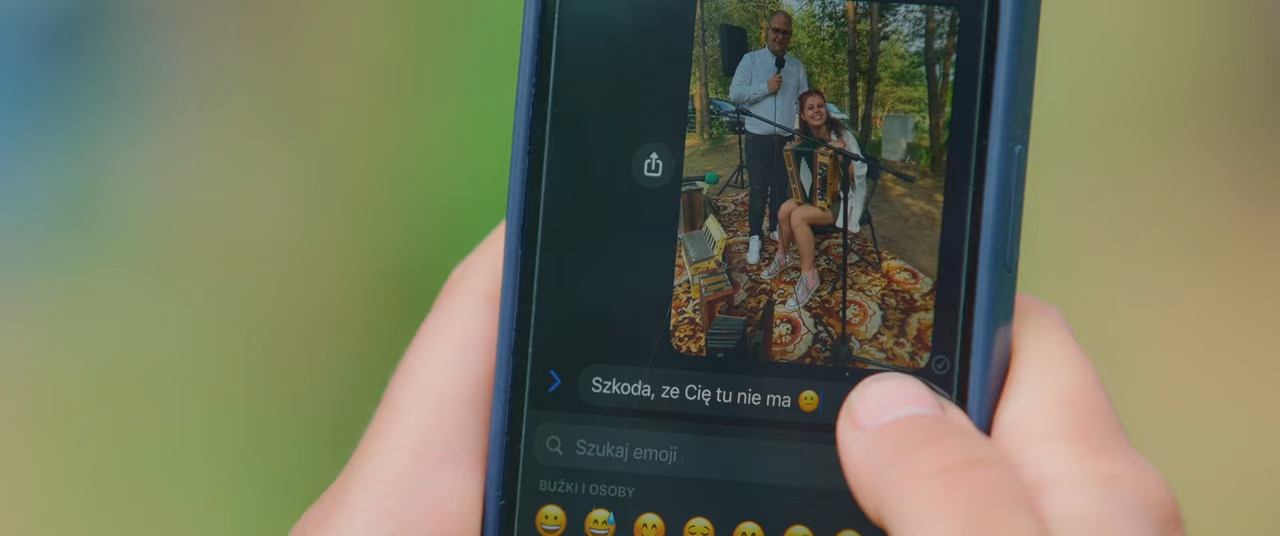 Szkoda, ze Cię tu nie ma 😕
Szukaj emoji
BUŹKI I OSOBY